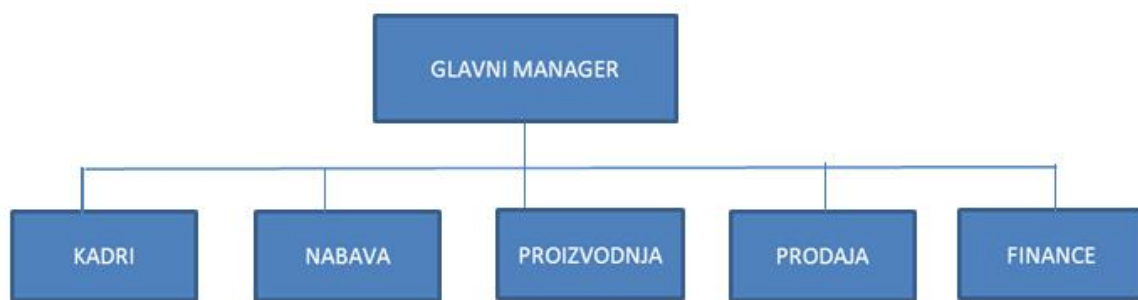 GLAVNI MANAGER
KADRI
NABAVA
PROIZVODNJA
PRODAJA
FINANCE